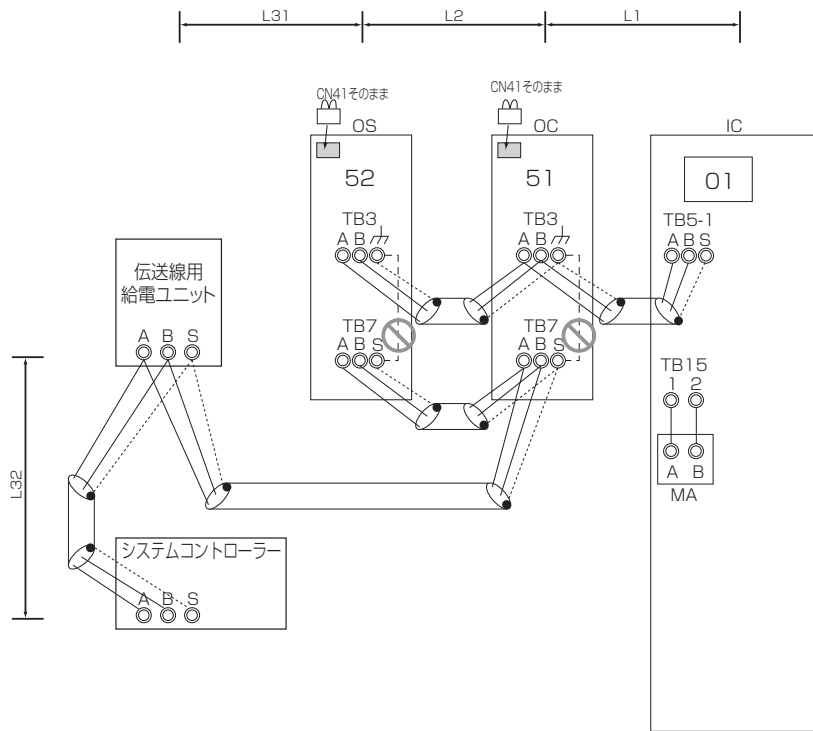 L31 L2 L1
CN41そのまま CN41そのまま
OS OC IC
52 51 01
TB3 TB3 TB5-1
A B A B A B S
伝送線用
給電ユニット
A B S
TB7 TB7
A B S A B S
TB15
1 2
A B
MA
L32
システムコントローラー
A B S